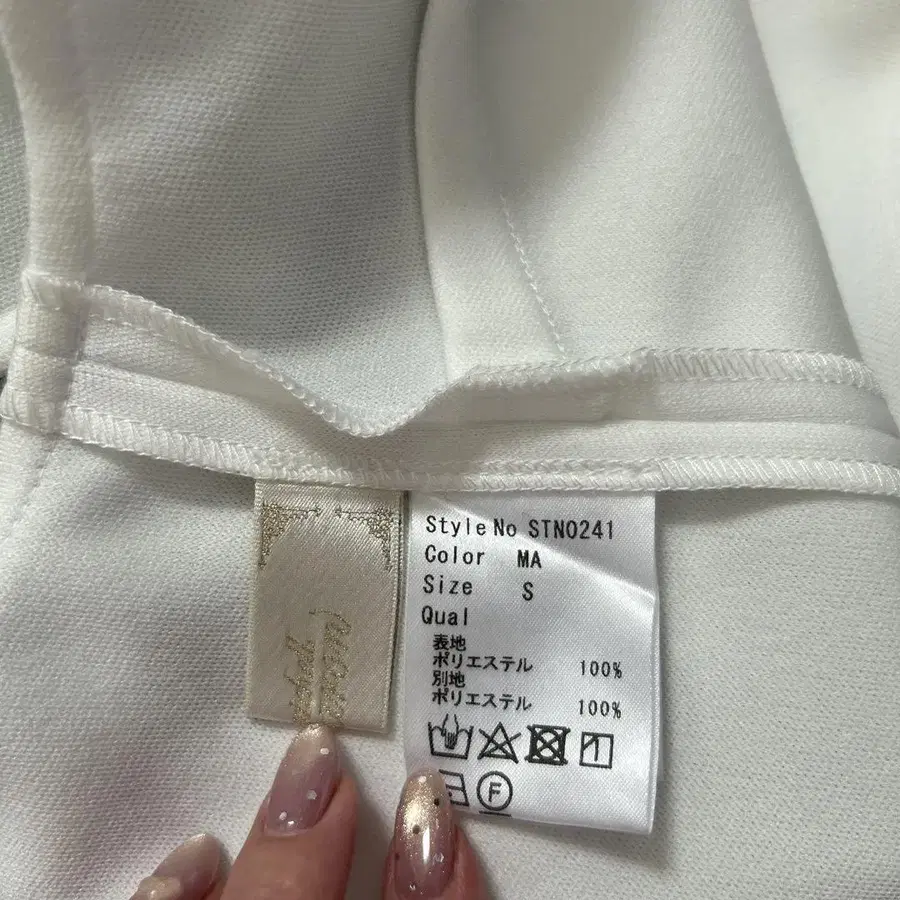 Style No STN0241
Color MA
Size S
Qual
表地
ポリエステル 100%
別地
ポリエステル 100%
F